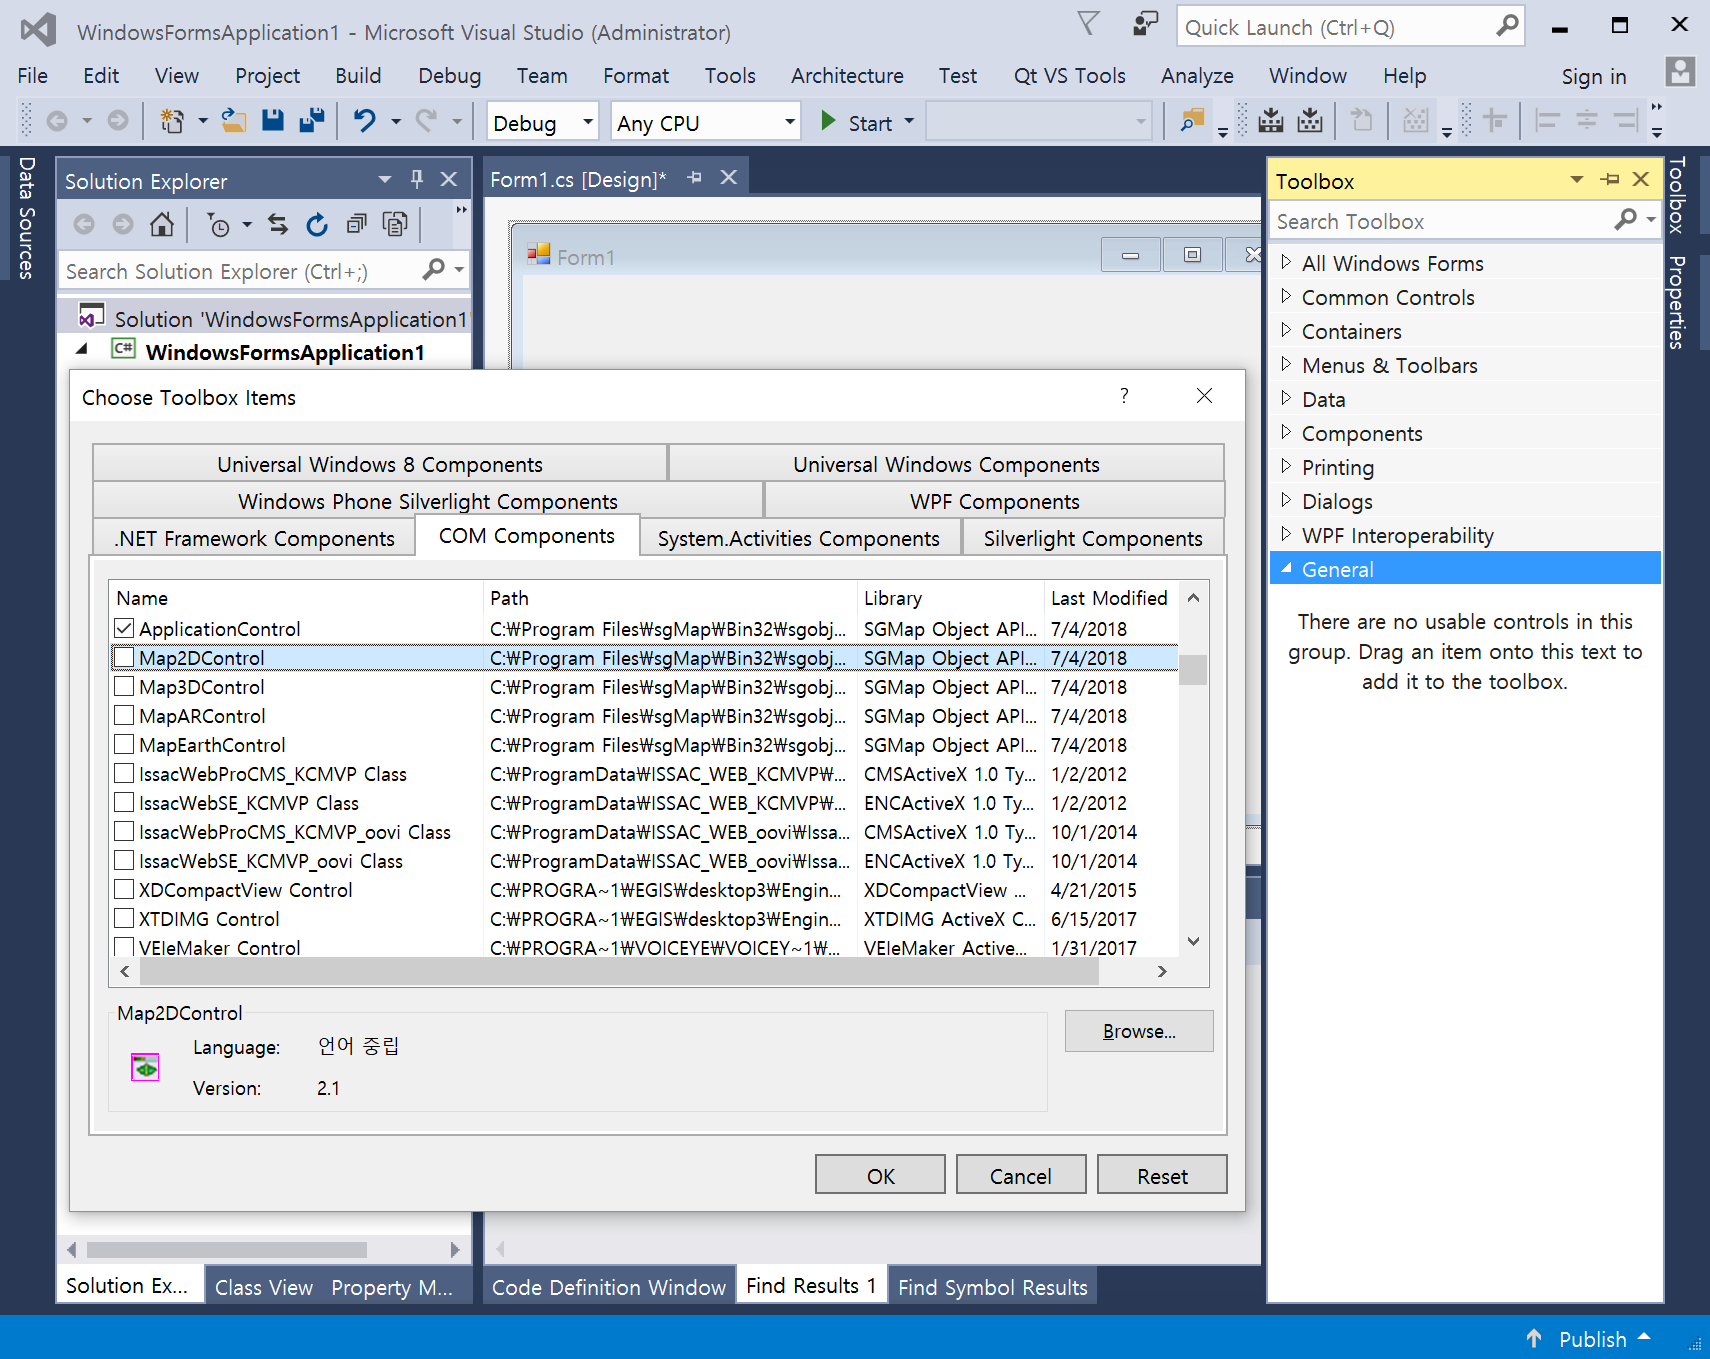 WindowsFormsApplication1 - Microsoft Visual Studio (Administrator)
Quick Launch (Ctrl+Q)
File Edit View Project Build Debug Team Format Tools Architecture Test Qt VS Tools Analyze Window Help Sign in
Debug Any CPU Start
Data Sources
Solution Explorer
Search Solution Explorer (Ctrl+;)
Solution 'WindowsFormsApplication1'
C# WindowsFormsApplication1
Form1.cs [Design]*
Form1
Toolbox
Search Toolbox
All Windows Forms
Common Controls
Containers
Menus & Toolbars
Data
Components
Printing
Dialogs
WPF Interoperability
General
There are no usable controls in this
group. Drag an item onto this text to
add it to the toolbox.
Toolbox
Properties
Choose Toolbox Items ?
Universal Windows 8 Components Universal Windows Components
Windows Phone Silverlight Components WPF Components
.NET Framework Components COM Components System.Activities Components Silverlight Components
Name Path Library Last Modified
ApplicationControl C:₩Program Files₩sgMap₩Bin32₩sgobj... SGMap Object API... 7/4/2018
Map2DControl C:₩Program Files₩sgMap₩Bin32₩sgobj... SGMap Object API... 7/4/2018
Map3DControl C:₩Program Files₩sgMap₩Bin32₩sgobj... SGMap Object API... 7/4/2018
MapARControl C:₩Program Files₩sgMap₩Bin32₩sgobj... SGMap Object API... 7/4/2018
MapEarthControl C:₩Program Files₩sgMap₩Bin32₩sgobj... SGMap Object API... 7/4/2018
IssacWebProCMS_KCMVP Class C:₩ProgramData₩ISSAC_WEB_KCMVP₩... CMSActiveX 1.0 Ty... 1/2/2012
IssacWebSE_KCMVP Class C:₩ProgramData₩ISSAC_WEB_KCMVP₩... ENCActiveX 1.0 Ty... 1/2/2012
IssacWebProCMS_KCMVP_oovi Class C:₩ProgramData₩ISSAC_WEB_oovi₩Issa... CMSActiveX 1.0 Ty... 10/1/2014
IssacWebSE_KCMVP_oovi Class C:₩ProgramData₩ISSAC_WEB_oovi₩Issa... ENCActiveX 1.0 Ty... 10/1/2014
XDCompactView Control C:₩PROGRA~1₩EGIS₩desktop3₩Engin... XDCompactView ... 4/21/2015
XTDIMG Control C:₩PROGRA~1₩EGIS₩desktop3₩Engin... XTDIMG ActiveX C... 6/15/2017
VEIeMaker Control C:₩PROGRA~1₩VOICEYE₩VOICEY~1₩... VEIeMaker Active... 1/31/2017
Map2DControl
Language: 언어 중립
Version: 2.1
Browse...
OK Cancel Reset
Solution Ex... Class View Property M...
Code Definition Window Find Results 1 Find Symbol Results
Publish